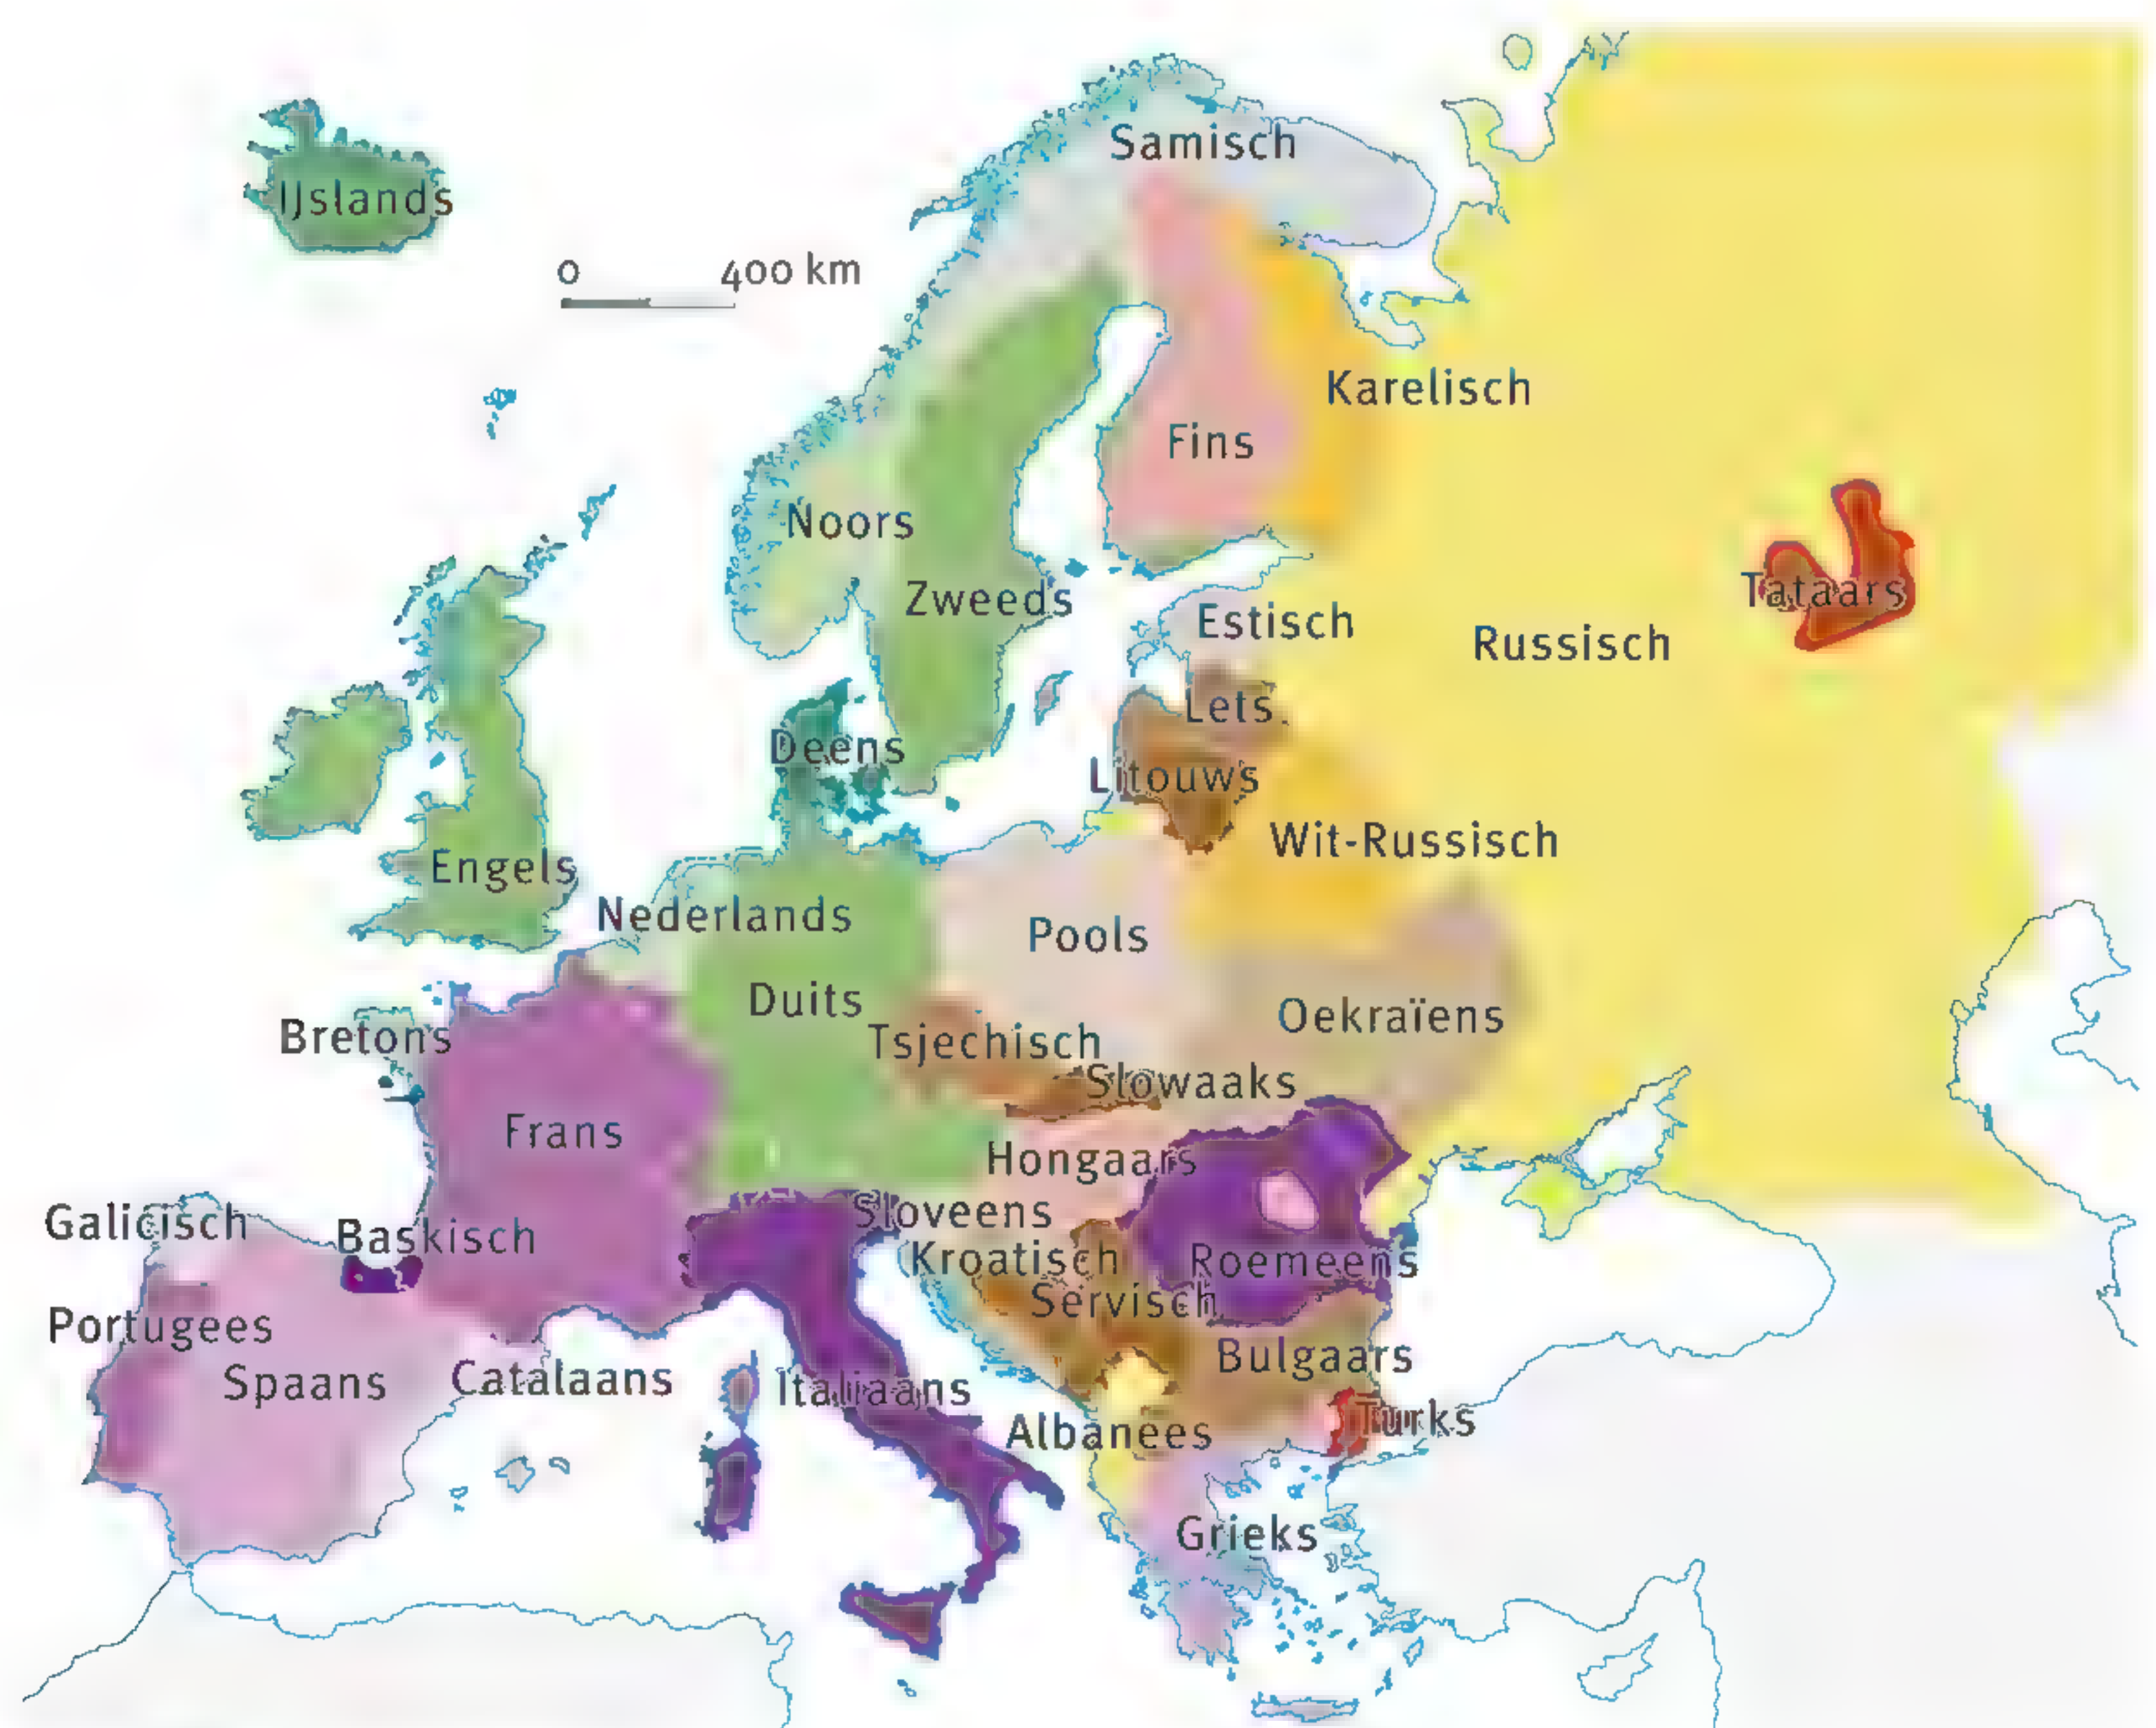 Samisch
IJslands
0 400 km
Karelisch
Fins
Noors
Zweeds
Tataars
Estisch
Russisch
Lets
Deens
Litouws
Wit-Russisch
Engels
Nederlands
Pools
Duits
Oekraïens
Bretons
Tsjechisch
Slowaaks
Frans
Hongaars
Galicisch
Sloveens
Baskisch
Kroatisch
Roemeens
Servisch
Portugees
Bulgaars
Spaans
Catalaans
Italiaans
Turks
Albanees
Grieks